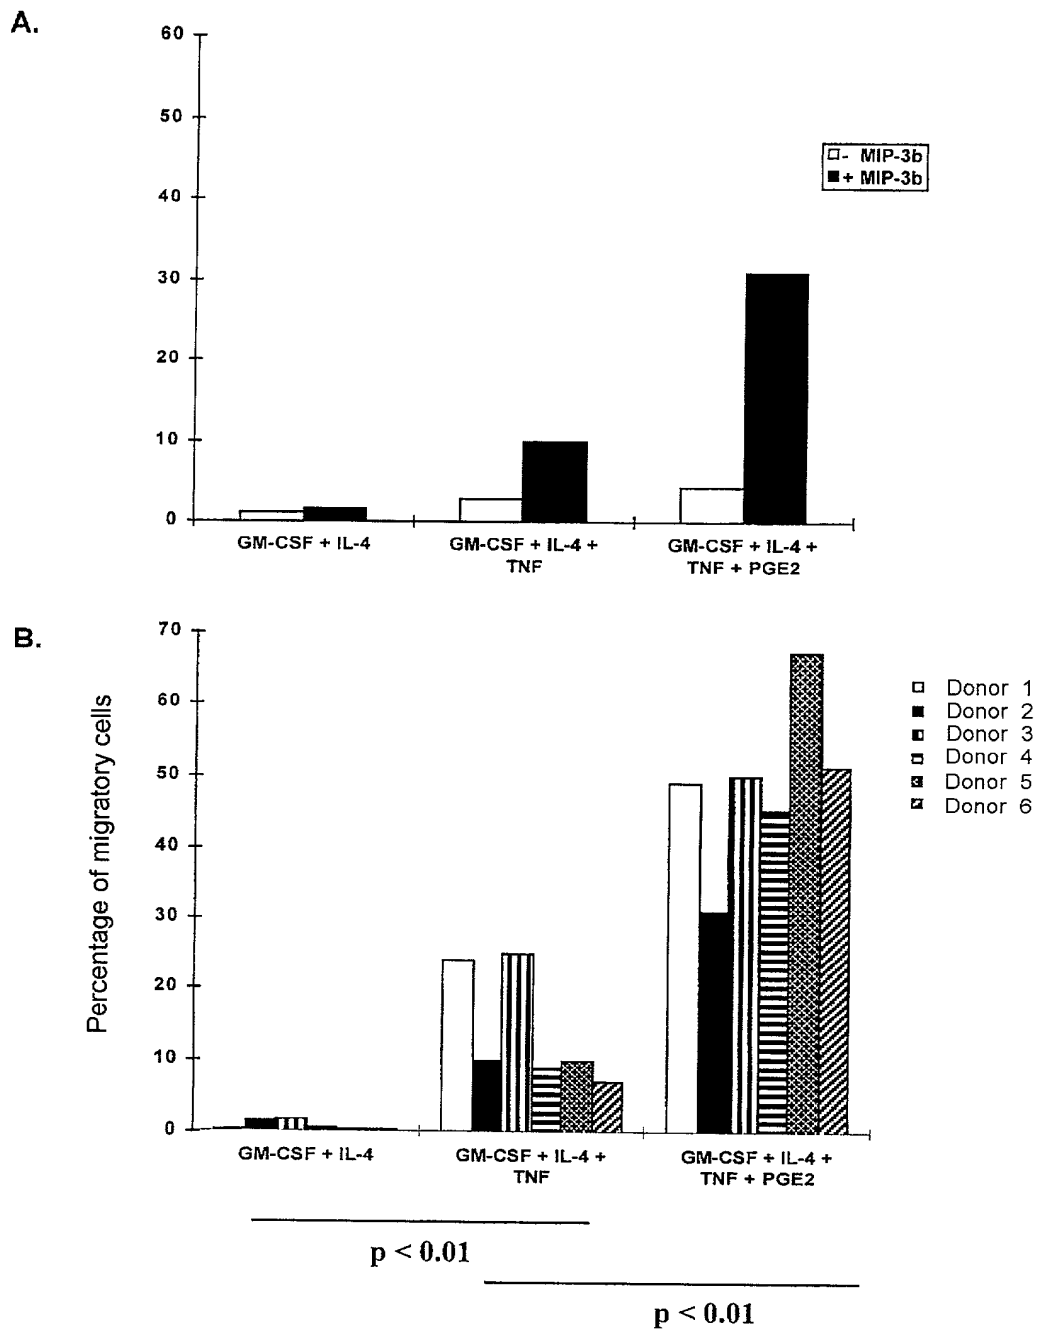 A.
60
50
40
30
20
10
0
- MIP-3b
+ MIP-3b
GM-CSF + IL-4
GM-CSF + IL-4 +
TNF
GM-CSF + IL-4 +
TNF + PGE2
B.
Percentage of migratory cells
70
60
50
40
30
20
10
0
Donor 1
Donor 2
Donor 3
Donor 4
Donor 5
Donor 6
GM-CSF + IL-4
GM-CSF + IL-4 +
TNF
GM-CSF + IL-4 +
TNF + PGE2
p < 0.01
p < 0.01